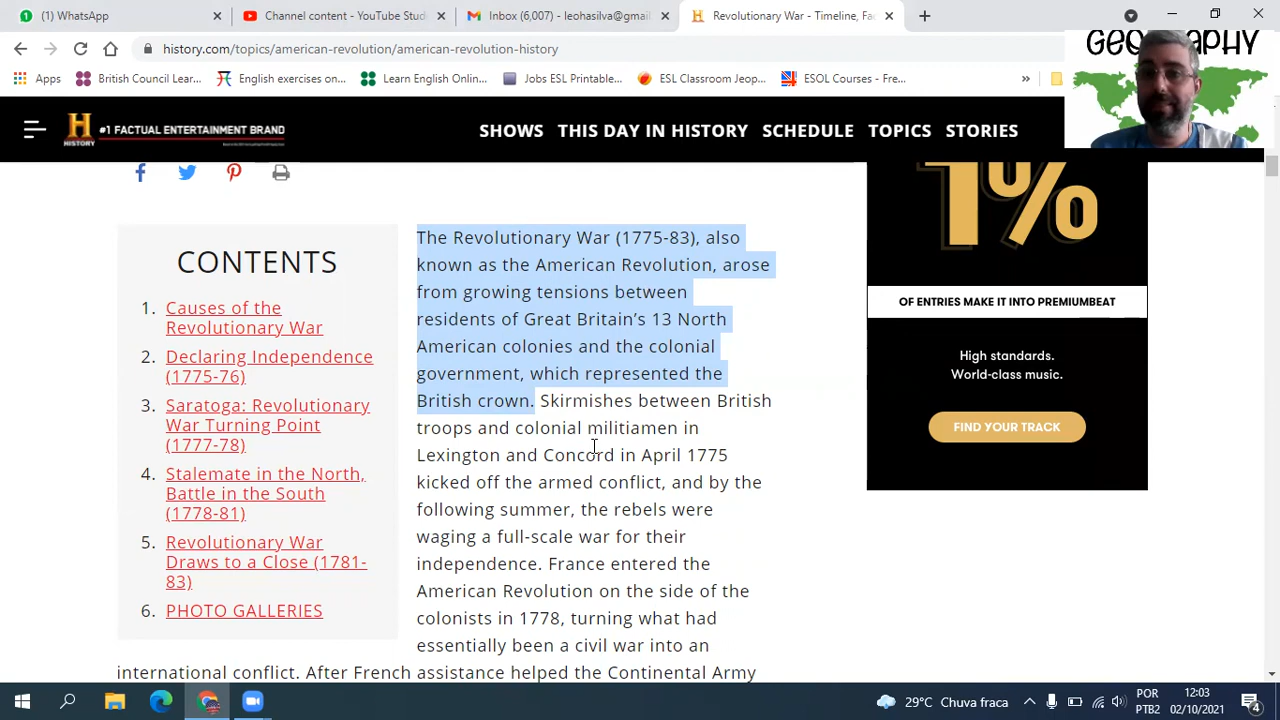 (1) WhatsApp
Channel content - YouTube Stud
Inbox (6,007) - leohasilva@gmail
Revolutionary War - Timeline, Fac
history.com/topics/american-revolution/american-revolution-history
Apps
British Council Lear...
English exercises on...
Learn English Online...
Jobs ESL Printable...
ESL Classroom Jeop...
ESOL Courses - Fre...
»
GEOGRAPHY
H
HISTORY
#1 FACTUAL ENTERTAINMENT BRAND
SHOWS THIS DAY IN HISTORY SCHEDULE TOPICS STORIES
CONTENTS
1. Causes of the
Revolutionary War
2. Declaring Independence
(1775-76)
3. Saratoga: Revolutionary
War Turning Point
(1777-78)
4. Stalemate in the North,
Battle in the South
(1778-81)
5. Revolutionary War
Draws to a Close (1781-
83)
6. PHOTO GALLERIES
The Revolutionary War (1775-83), also
known as the American Revolution, arose
from growing tensions between
residents of Great Britain’s 13 North
American colonies and the colonial
government, which represented the
British crown. Skirmishes between British
troops and colonial militiamen in
Lexington and Concord in April 1775
kicked off the armed conflict, and by the
following summer, the rebels were
waging a full-scale war for their
independence. France entered the
American Revolution on the side of the
colonists in 1778, turning what had
essentially been a civil war into an
international conflict. After French assistance helped the Continental Army
1%
OF ENTRIES MAKE IT INTO PREMIUMBEAT
High standards.
World-class music.
FIND YOUR TRACK
29°C Chuva fraca
POR
PTB2
12:03
02/10/2021
4